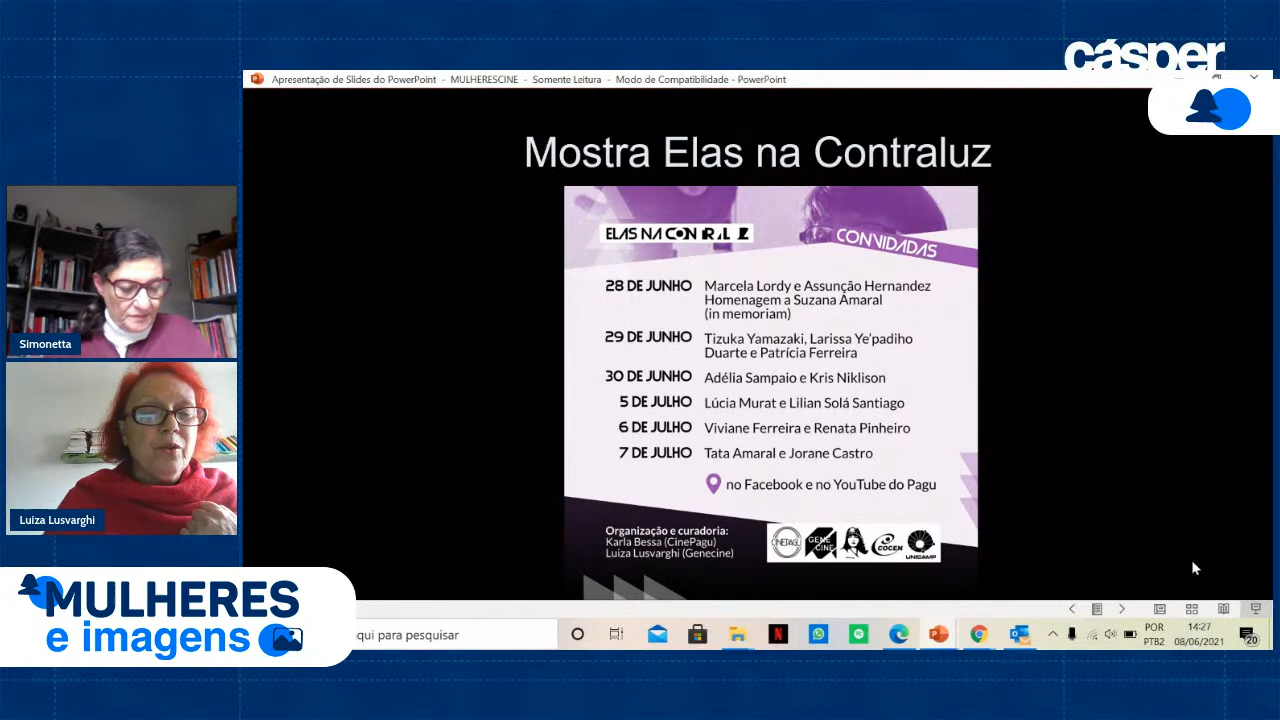 cásper
Apresentação de Slides do PowerPoint - MULHERESCINE - Somente Leitura - Modo de Compatibilidade - PowerPoint
Mostra Elas na Contraluz
ELAS NA CONTRALUZ
CONVIDADAS
28 DE JUNHO Marcela Lordy e Assunção Hernandez
Homenagem a Suzana Amaral
(in memoriam)
29 DE JUNHO Tizuka Yamazaki, Larissa Ye'padiho
Duarte e Patrícia Ferreira
30 DE JUNHO Adélia Sampaio e Kris Niklison
5 DE JULHO Lúcia Murat e Lilian Solá Santiago
6 DE JULHO Viviane Ferreira e Renata Pinheiro
7 DE JULHO Tata Amaral e Jorane Castro
no Facebook e no YouTube do Pagu
Organização e curadoria:
Karla Bessa (CinePagu)
Luiza Lusvarghi (Genecine)
CINEPAGU
GENE
CINE
COCEN
UNICAMP
Simonetta
Luiza Lusvarghi
MULHERES
e imagens
qui para pesquisar
POR
PTB2
14:27
08/06/2021
20